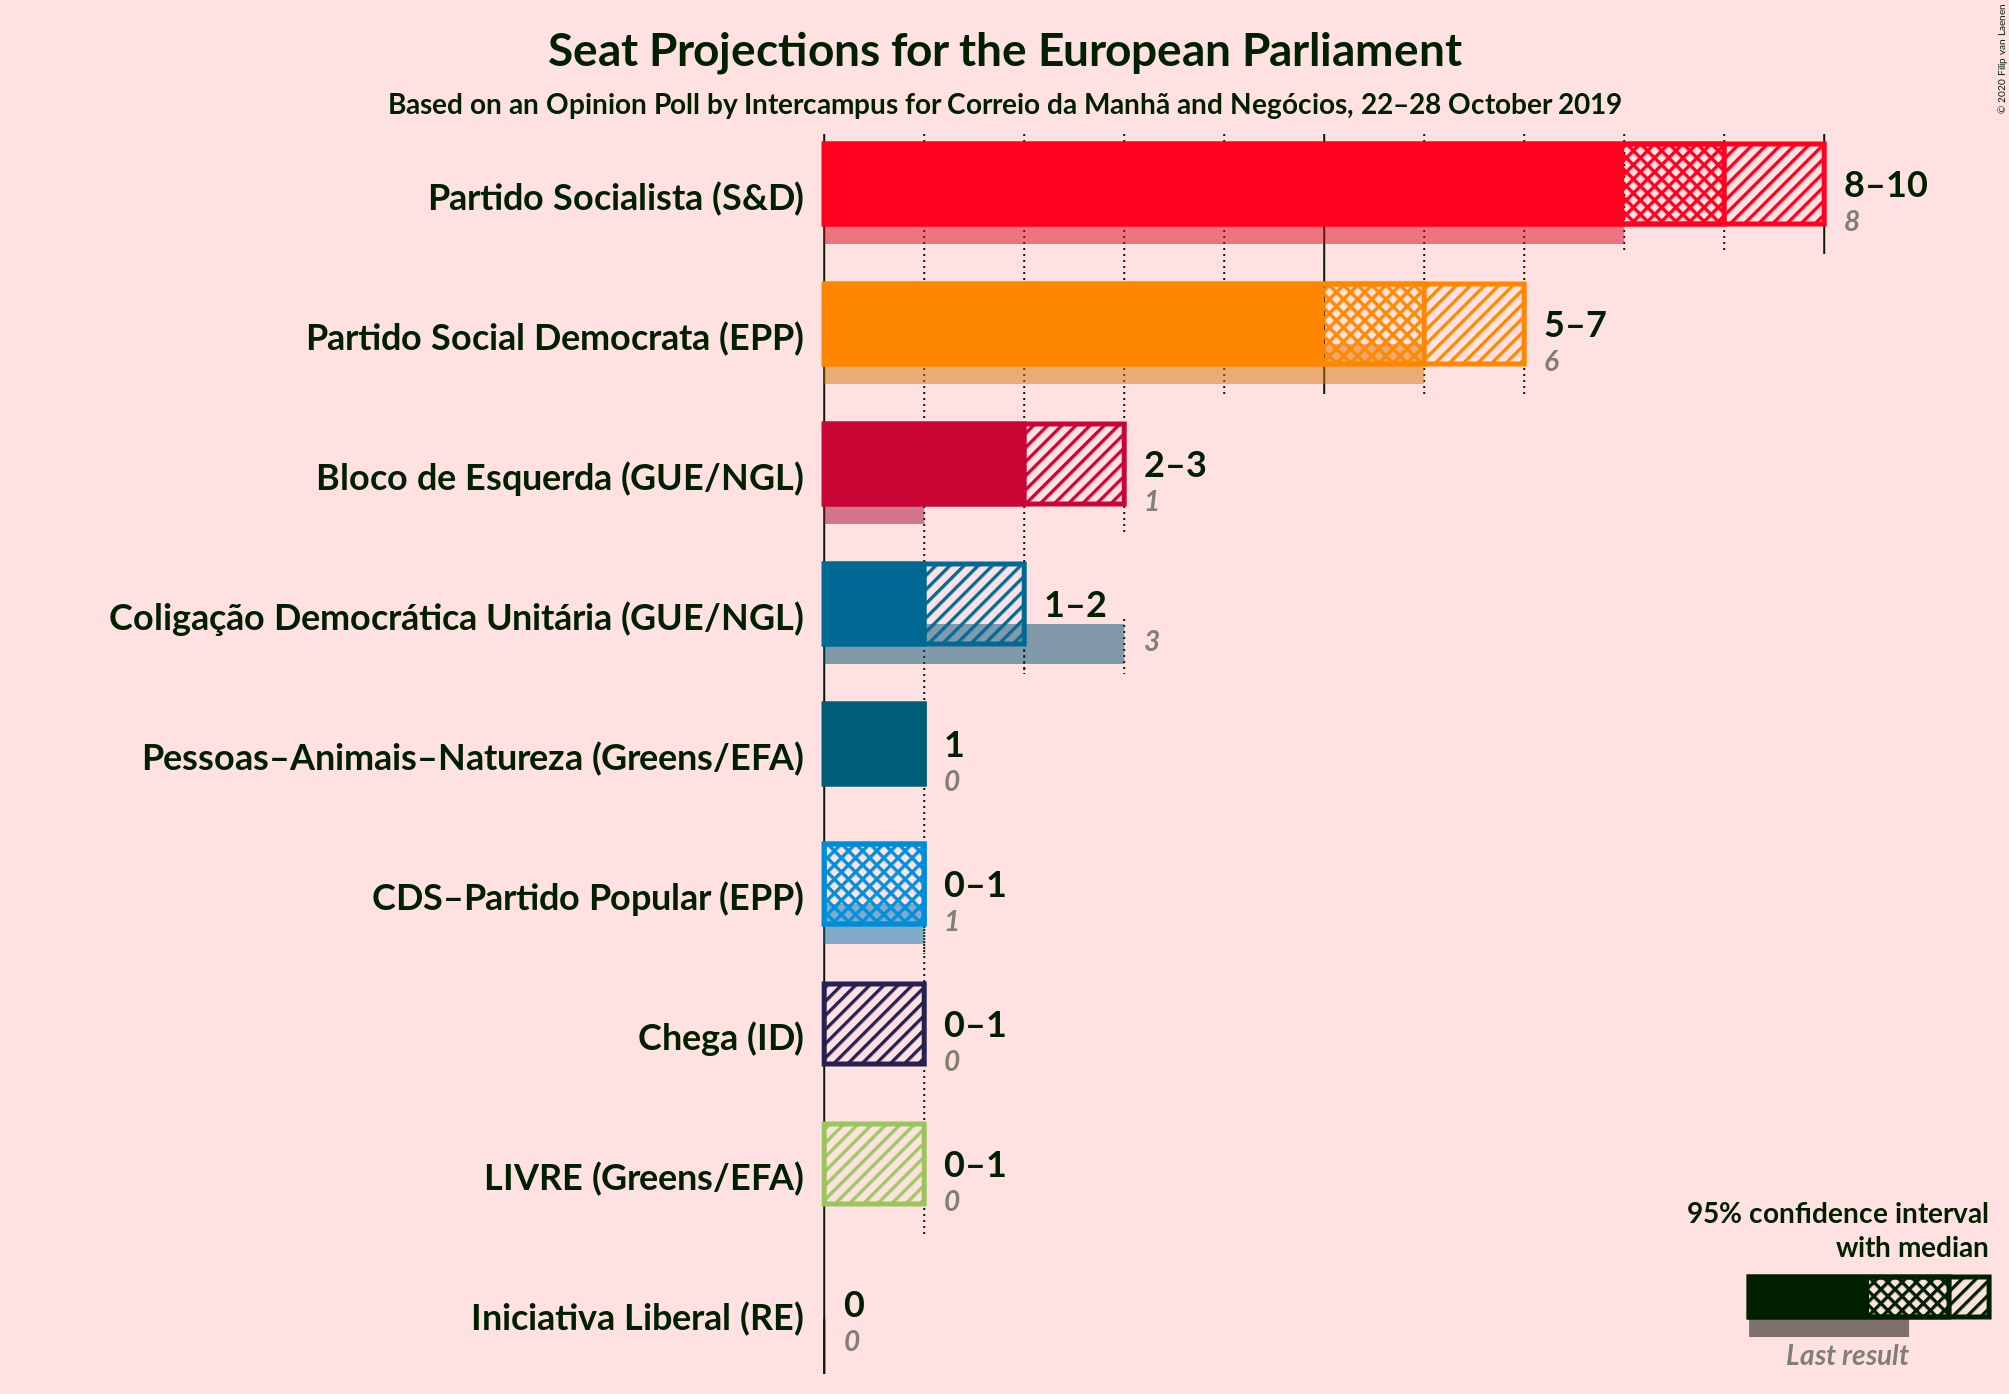 Seat Projections for the European Parliament
Based on an Opinion Poll by Intercampus for Correio da Manhã and Negócios, 22–28 October 2019
© 2020 Filip van Laenen
Partido Socialista (S&D)
8–10
8
Partido Social Democrata (EPP)
5–7
6
Bloco de Esquerda (GUE/NGL)
2–3
1
Coligação Democrática Unitária (GUE/NGL)
1–2
3
Pessoas–Animais–Natureza (Greens/EFA)
1
0
CDS–Partido Popular (EPP)
0–1
1
Chega (ID)
0–1
0
LIVRE (Greens/EFA)
0–1
0
Iniciativa Liberal (RE)
0
0
95% confidence interval
with median
Last result